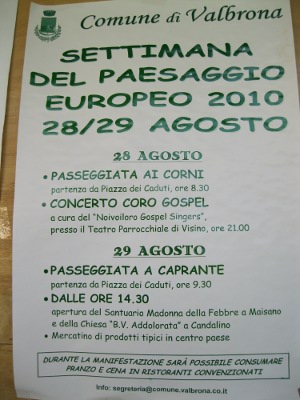 Comune di Valbrona
SETTIMANA
DEL PAESAGGIO
EUROPEO 2010
28/29 AGOSTO
28 AGOSTO
• PASSEGGIATA AI CORNI
partenza da Piazza dei Caduti, ore 8.30
• CONCERTO CORO GOSPEL
a cura del "Noivoiloro Gospel Singers",
presso il Teatro Parrocchiale di Visino, ore 21.00
29 AGOSTO
• PASSEGGIATA A CAPRANTE
partenza da Piazza dei Caduti, ore 9.30
• DALLE ORE 14.30
apertura del Santuario Madonna della Febbre a Maisano
e della Chiesa "B.V. Addolorata" a Candalino
• Mercatino di prodotti tipici in centro paese
DURANTE LA MANIFESTAZIONE SARÀ POSSIBILE CONSUMARE
PRANZO E CENA IN RISTORANTI CONVENZIONATI
Info: segreteria@comune.valbrona.co.it